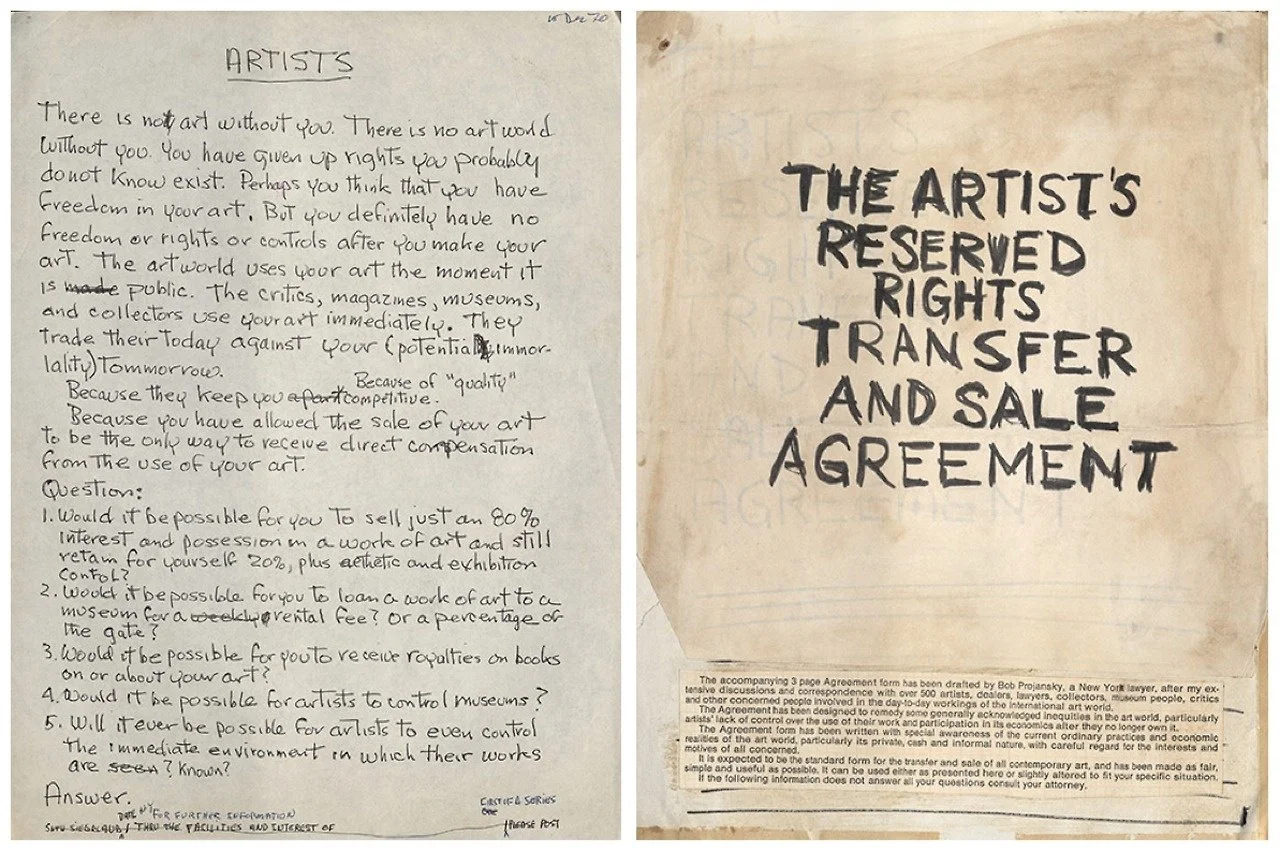 Dec 70
ARTISTS
There is not art without you. There is no art world
without you. You have given up rights you probably
do not know exist. Perhaps you think that you have
freedom in your art. But you definitely have no
freedom or rights or controls after you make your
art. The art world uses your art the moment it
is made public. The critics, magazines, museums,
and collectors use your art immediately. They
trade their Today against your (potential immor-
tality) Tommorrow.
Because of "quality"
Because they keep you apart competitive.
Because you have allowed the sale of your art
to be the only way to receive direct compensation
from the use of your art.
Question:
1. Would it be possible for you to sell just an 80%
interest and possession in a work of art and still
retain for yourself 20%, plus aethetic and exhibition
control?
2. Would it be possible for you to loan a work of art to a
museum for a weekly rental fee? Or a percentage of
the gate?
3. Would it be possible for you to receive royalties on books
on or about your art?
4. Would it be possible for artists to control museums?
5. Will it ever be possible for artists to even control
the immediate environment in which their works
are seen? Known?
Answer.
DATE NY FOR FURTHER INFORMATION
FIRST OF A SERIES
SETH SIEGELAUB / THRU THE FACILITIES AND INTEREST OF
PLEASE POST
THE ARTIST'S
RESERVED
RIGHTS
TRANSFER
AND SALE
AGREEMENT
The accompanying 3 page Agreement form has been drafted by Bob Projansky, a New York lawyer, after my ex-
tensive discussions and correspondence with over 500 artists, dealers, lawyers, collectors, museum people, critics
and other concerned people involved in the day-to-day workings of the international art world.
The Agreement has been designed to remedy some generally acknowledged inequities in the art world, particularly
artists' lack of control over the use of their work and participation in its economics after they no longer own it.
The Agreement form has been written with special awareness of the current ordinary practices and economic
realities of the art world, particularly its private, cash and informal nature, with careful regard for the interests and
motives of all concerned.
It is expected to be the standard form for the transfer and sale of all contemporary art, and has been made as fair,
simple and useful as possible. It can be used either as presented here or slightly altered to fit your specific situation.
If the following information does not answer all your questions consult your attorney.